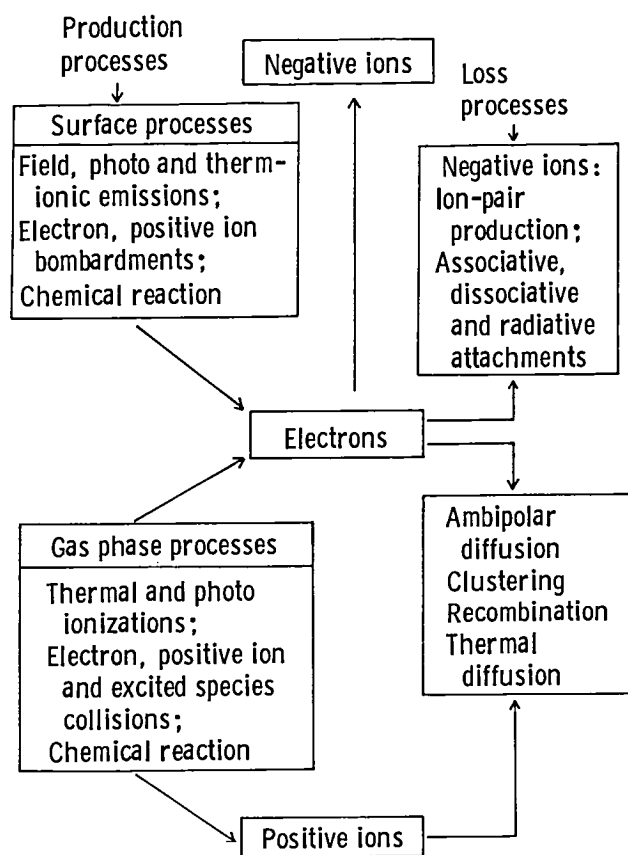 Production
processes
Negative ions
Loss
processes
Surface processes
Field, photo and therm-
ionic emissions;
Electron, positive ion
bombardments;
Chemical reaction
Negative ions:
Ion-pair
production;
Associative,
dissociative
and radiative
attachments
Electrons
Gas phase processes
Thermal and photo
ionizations;
Electron, positive ion
and excited species
collisions;
Chemical reaction
Ambipolar
diffusion
Clustering
Recombination
Thermal
diffusion
Positive ions